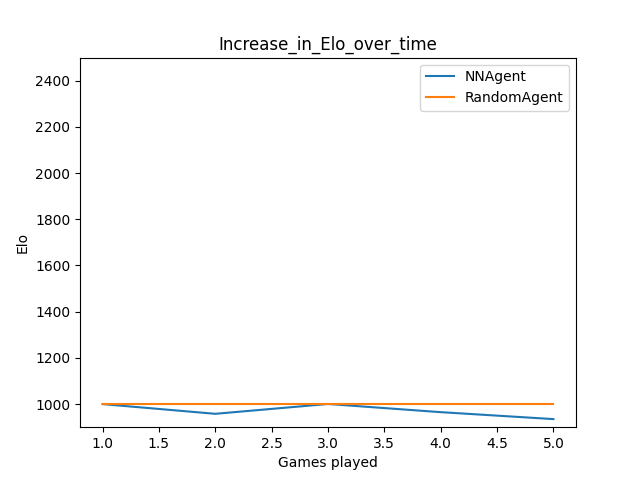 Increase_in_Elo_over_time
NNAgent
RandomAgent
2400
2200
2000
1800
1600
1400
1200
1000
Elo
1.0 1.5 2.0 2.5 3.0 3.5 4.0 4.5 5.0
Games played